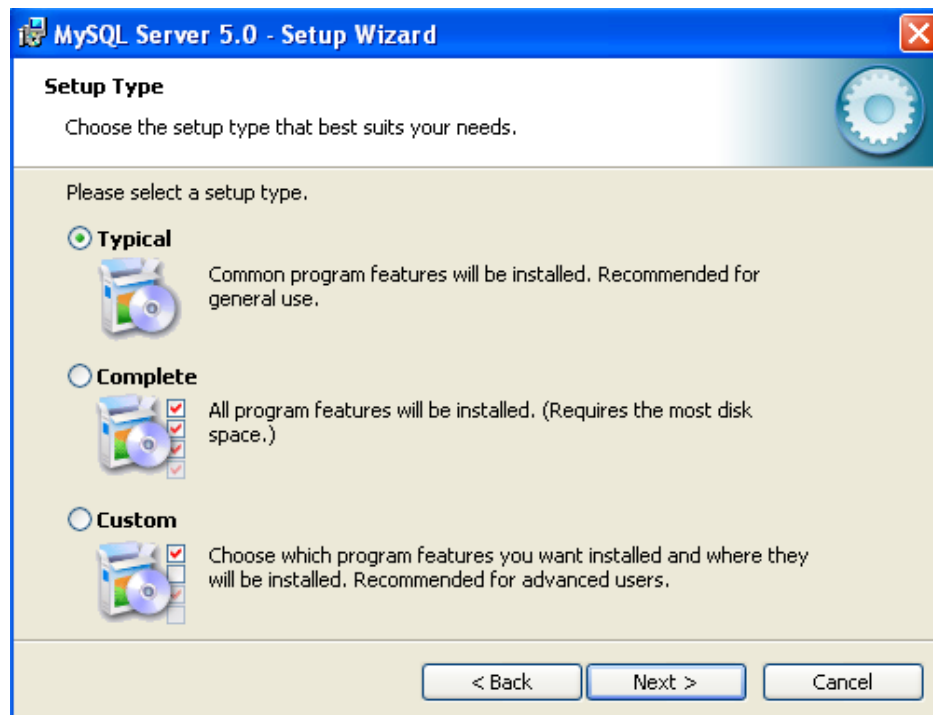 MySQL Server 5.0 - Setup Wizard
Setup Type
Choose the setup type that best suits your needs.
Please select a setup type.
Typical
Common program features will be installed. Recommended for
general use.
Complete
All program features will be installed. (Requires the most disk
space.)
Custom
Choose which program features you want installed and where they
will be installed. Recommended for advanced users.
< Back
Next >
Cancel